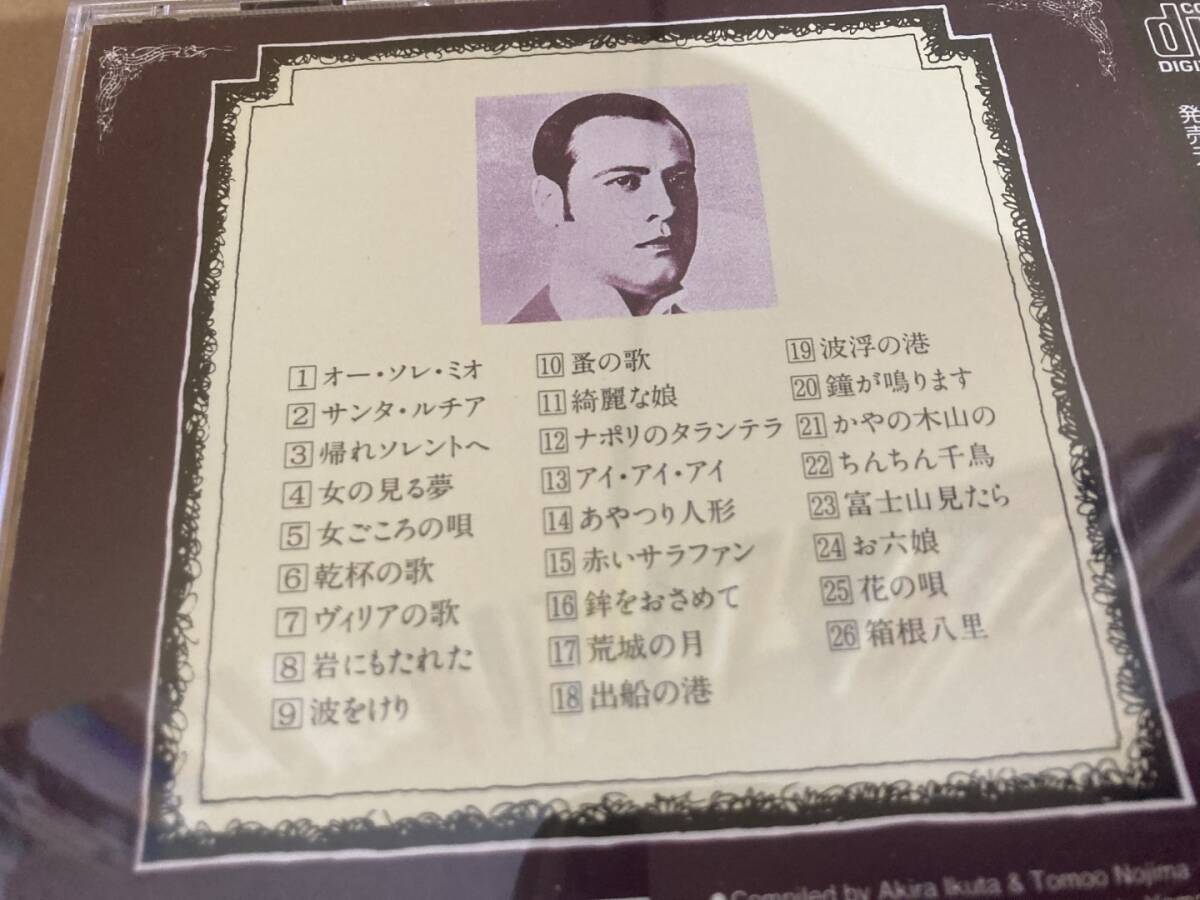 1 オー・ソレ・ミオ
2 サンタ・ルチア
3 帰れソレントへ
4 女の見る夢
5 女ごころの唄
6 乾杯の歌
7 ヴィリアの歌
8 岩にもたれた
9 波をけり
10 蚤の歌
11 綺麗な娘
12 ナポリのタランテラ
13 アイ・アイ・アイ
14 あやつり人形
15 赤いサラファン
16 鉾をおさめて
17 荒城の月
18 出船の港
19 波浮の港
20 鐘が鳴ります
21 かやの木山の
22 ちんちん千鳥
23 富士山見たら
24 お六娘
25 花の唄
26 箱根八里
発売
●Compiled by Akira Ikuta & Tomoo Nojima